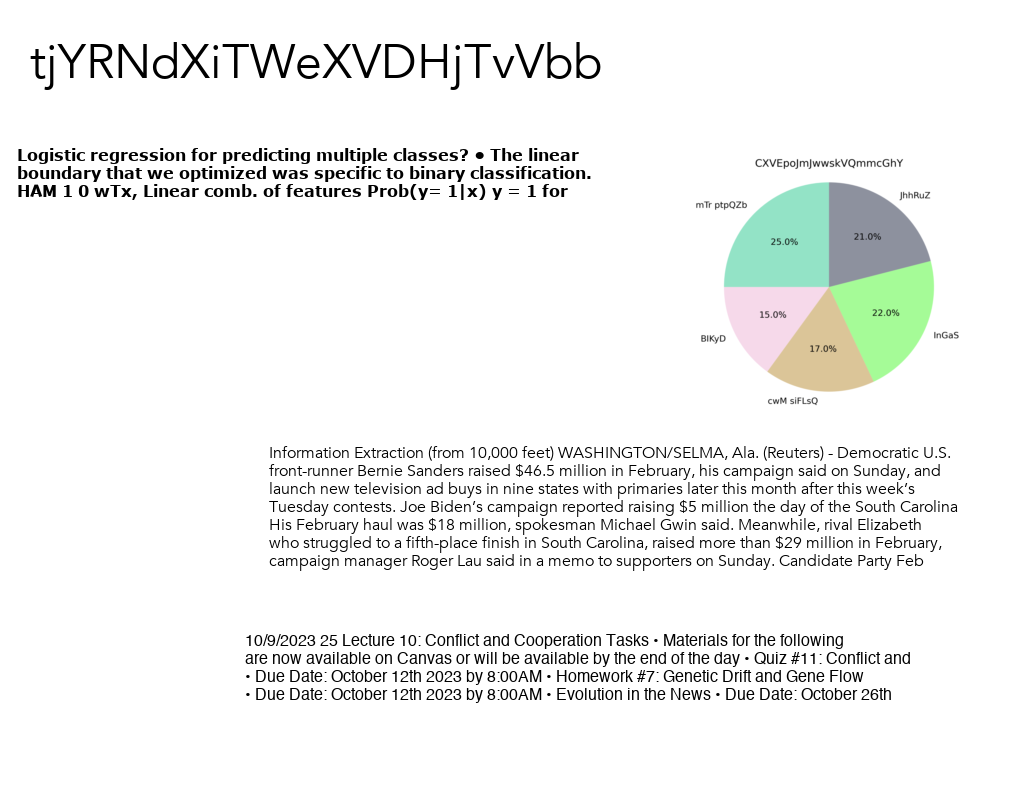 tjYRNdXiTWeXVDHjTvVbb
Logistic regression for predicting multiple classes? • The linear
boundary that we optimized was specific to binary classification.
HAM 1 0 wTx, Linear comb. of features Prob(y= 1|x) y = 1 for
CXVEpoJmJwwskVQmmcGhY
mTr ptpQZb
JhhRuZ
25.0%
21.0%
15.0%
22.0%
17.0%
BIKyD
InGaS
cwM siFLsQ
Information Extraction (from 10,000 feet) WASHINGTON/SELMA, Ala. (Reuters) - Democratic U.S.
front-runner Bernie Sanders raised $46.5 million in February, his campaign said on Sunday, and
launch new television ad buys in nine states with primaries later this month after this week’s
Tuesday contests. Joe Biden’s campaign reported raising $5 million the day of the South Carolina
His February haul was $18 million, spokesman Michael Gwin said. Meanwhile, rival Elizabeth
who struggled to a fifth-place finish in South Carolina, raised more than $29 million in February,
campaign manager Roger Lau said in a memo to supporters on Sunday. Candidate Party Feb
10/9/2023 25 Lecture 10: Conflict and Cooperation Tasks • Materials for the following
are now available on Canvas or will be available by the end of the day • Quiz #11: Conflict and
• Due Date: October 12th 2023 by 8:00AM • Homework #7: Genetic Drift and Gene Flow
• Due Date: October 12th 2023 by 8:00AM • Evolution in the News • Due Date: October 26th